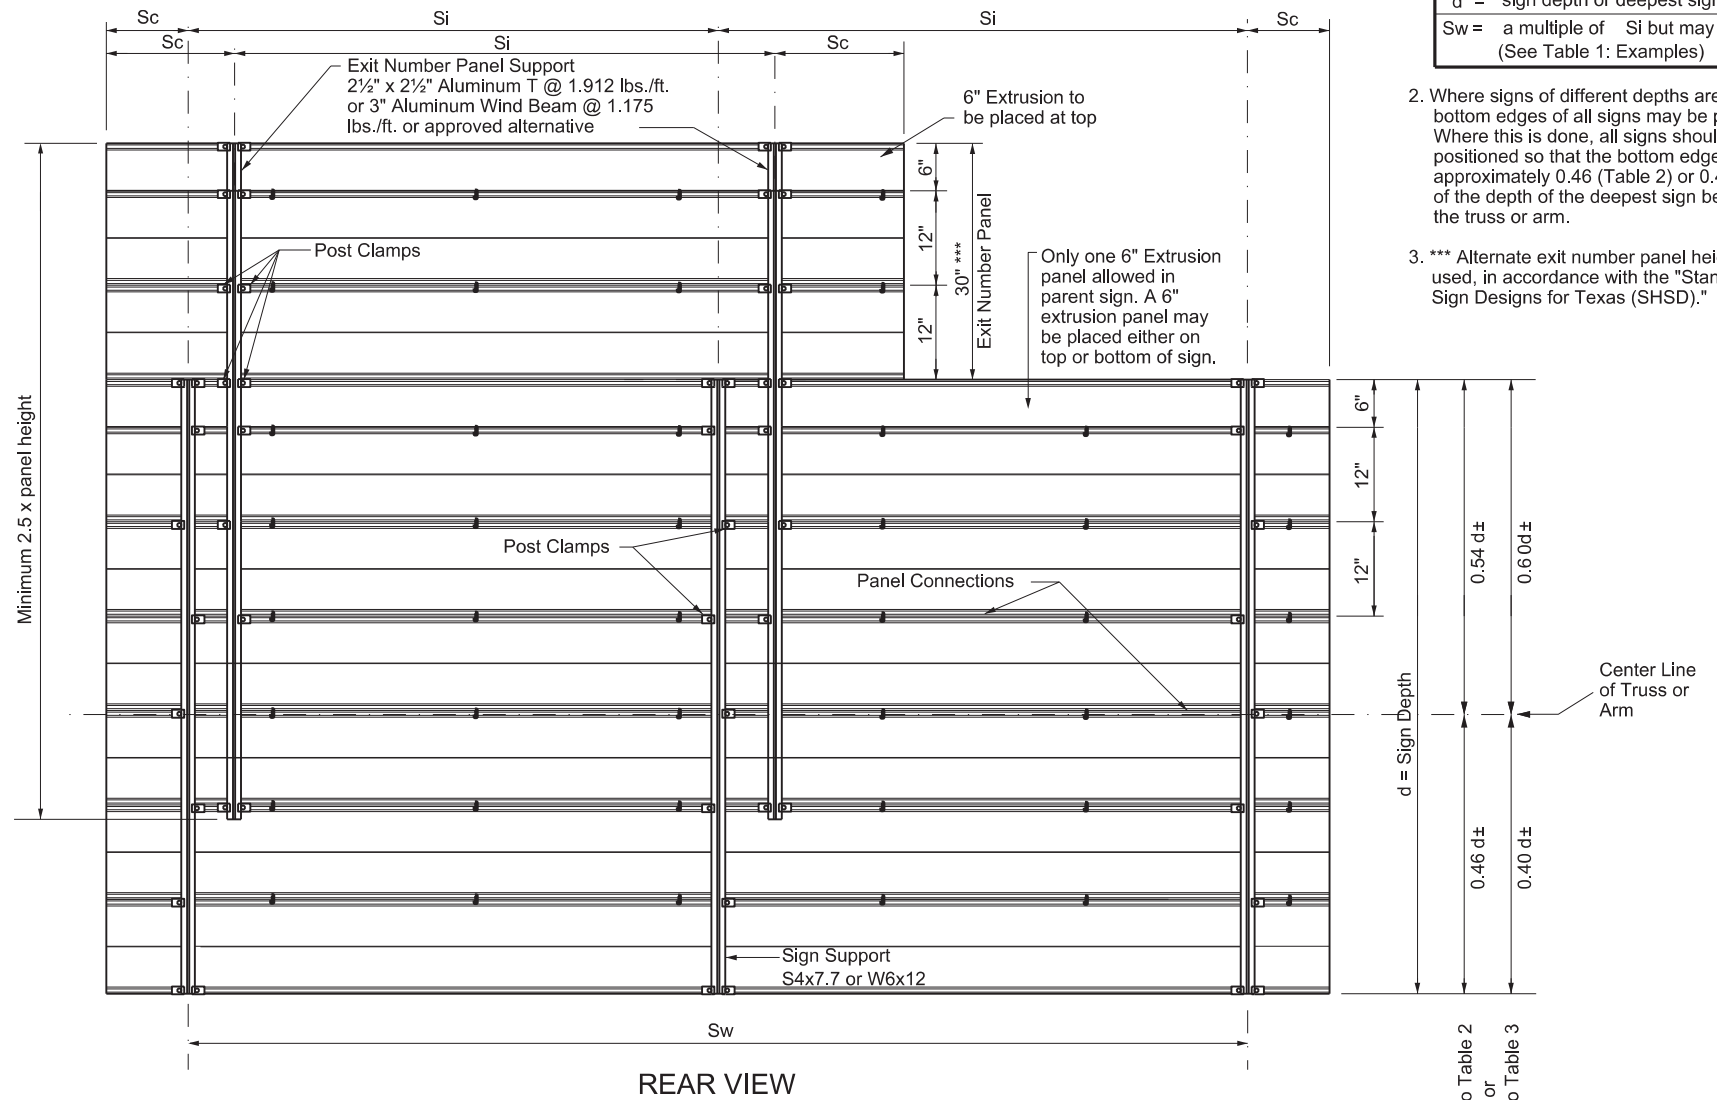 Sc
Si
Si
Sc
Sc
Si
Sc
Exit Number Panel Support
2½" x 2½" Aluminum T @ 1.912 lbs./ft.
or 3" Aluminum Wind Beam @ 1.175
lbs./ft. or approved alternative
6" Extrusion to
be placed at top
Post Clamps
6"
12"
12"
30" ***
Exit Number Panel
Only one 6" Extrusion
panel allowed in
parent sign. A 6"
extrusion panel may
be placed either on
top or bottom of sign.
Minimum 2.5 x panel height
Post Clamps
Panel Connections
6"
12"
12"
d = Sign Depth
0.54 d±
0.6 0d±
0.46 d±
0.40 d±
Center Line
of Truss or
Arm
Sign Support
S4x7.7 or W6x12
Sw
REAR VIEW
Table 2
or
Table 3
d = sign depth of deepest sign
Sw = a multiple of Si but may
(See Table 1: Examples)
2. Where signs of different depths are
bottom edges of all signs may be
Where this is done, all signs
positioned so that the bottom edge
approximately 0.46 (Table 2) or
of the depth of the deepest sign
the truss or arm.
3. *** Alternate exit number panel
used, in accordance with the
Sign Designs for Texas (SHSD)."